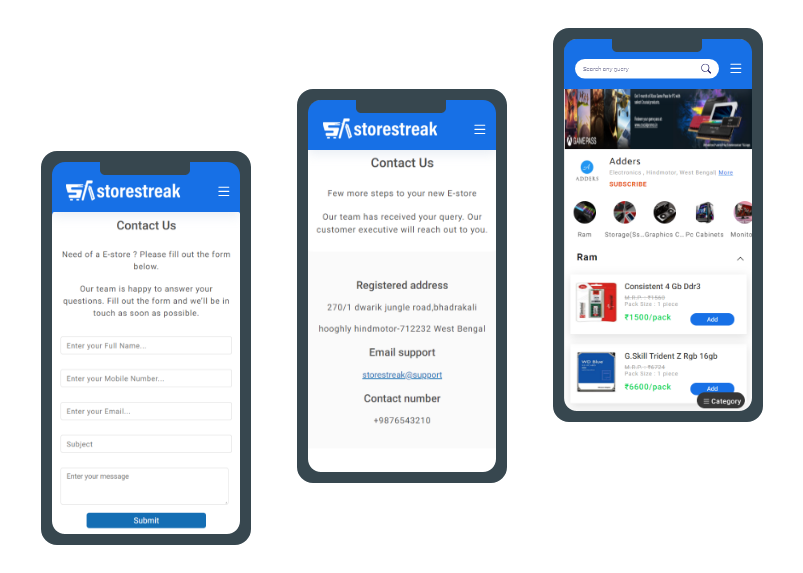 storestreak
Contact Us
Need of a E-store ? Please fill out the form
below.
Our team is happy to answer your
questions. Fill out the form and we'll be in
touch as soon as possible.
Enter your Full Name...
Enter your Mobile Number...
Enter your Email...
Subject
Enter your message
Submit
storestreak
Contact Us
Few more steps to your new E-store
Our team has received your query. Our
customer executive will reach out to you.
Registered address
270/1 dwarik jungle road,bhadrakali
hooghly hindmotor-712232 West Bengal
Email support
storestreak@support
Contact number
+9876543210
Search any query
GAME PASS
ADDERS
Adders
Electronics , Hindmotor, West Bengall More
SUBSCRIBE
Ram
Storage(Ss...
Graphics C...
Pc Cabinets
Monito
Ram
Consistent 4 Gb Ddr3
M.R.P. : ₹1560
Pack Size : 1 piece
₹1500/pack
Add
G.Skill Trident Z Rgb 16gb
M.R.P. : ₹6704
Pack Size : 1 piece
₹6600/pack
Add
Category